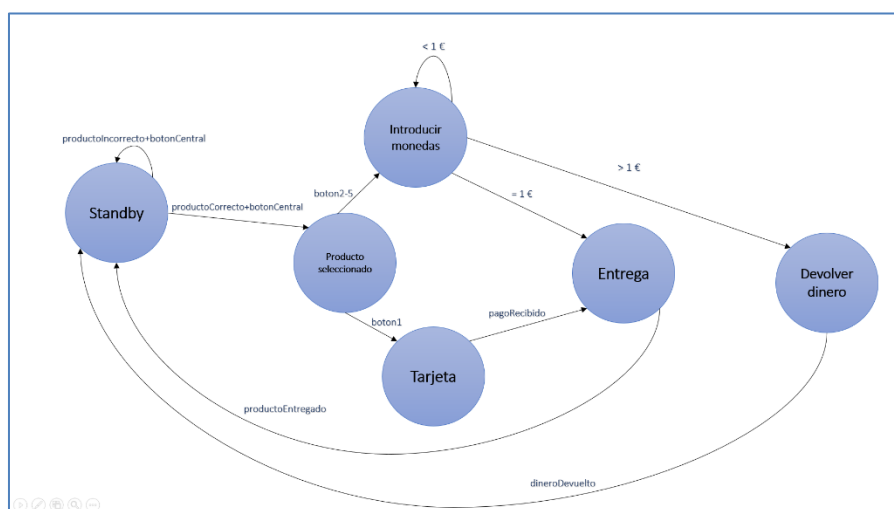 < 1 €
Introducir
monedas
productoIncorrecto+botonCentral
> 1 €
boton2-5
= 1 €
productoCorrecto+botonCentral
Standby
Producto
seleccionado
Entrega
Devolver
dinero
pagoRecibido
boton1
Tarjeta
productoEntregado
dineroDevuelto